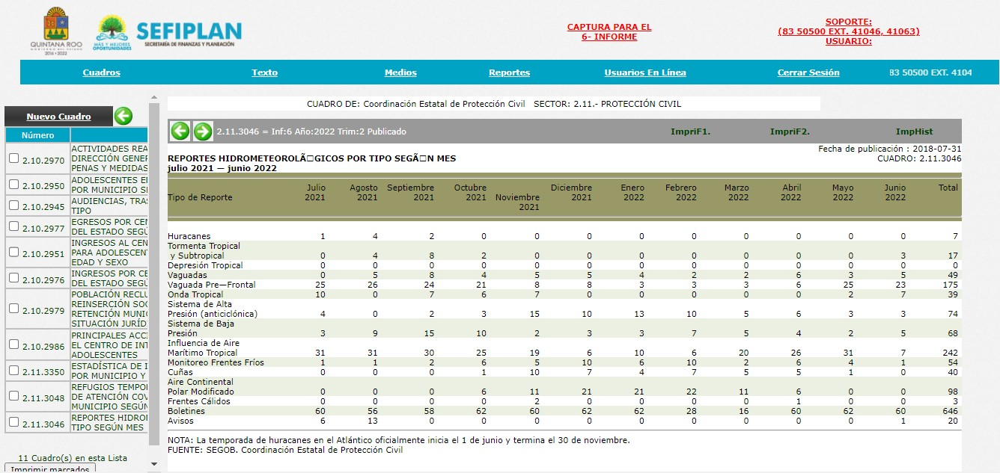 QUINTANA ROO
2016 • 2022
MÁS Y MEJORES
OPORTUNIDADES
SEFIPLAN
SECRETARÍA DE FINANZAS Y PLANEACIÓN
CAPTURA PARA EL
6- INFORME
SOPORTE:
(83 50500 EXT. 41046, 41063)
USUARIO:
Cuadros Texto Medios Reportes Usuarios En Línea Cerrar Sesión 83 50500 EXT. 4104
Nuevo Cuadro
Número
2.10.2970 ACTIVIDADES REA
DIRECCIÓN GENER
PENAS Y MEDIDAS
2.10.2950 ADOLESCENTES E
POR MUNICIPIO S
2.10.2945 AUDIENCIAS, TRA
TIPO
2.10.2977 EGRESOS POR CEN
DEL ESTADO SEGÚ
2.10.2951 INGRESOS AL CEN
PARA ADOLESCENT
EDAD Y SEXO
2.10.2976 INGRESOS POR CE
DEL ESTADO SEGÚ
2.10.2979 POBLACIÓN RECLU
REINSERCIÓN SOC
RETENCIÓN MUNI
SITUACIÓN JURÍD
2.10.2986 PRINCIPALES ACC
EL CENTRO DE INT
ADOLESCENTES
2.11.3350 ESTADÍSTICA DE I
POR MUNICIPIO Y
2.11.3048 REFUGIOS TEMPO
DE ATENCIÓN COV
MUNICIPIO SEGÚN
2.11.3046 REPORTES HIDRO
TIPO SEGÚN MES
11 Cuadro(s) en esta Lista
Imprimir marcados
CUADRO DE: Coordinación Estatal de Protección Civil SECTOR: 2.11.- PROTECCIÓN CIVIL
2.11.3046 = Inf:6 Año:2022 Trim:2 Publicado ImpriF1. ImpriF2. ImpHist
Fecha de publicación : 2018-07-31
CUADRO: 2.11.3046
REPORTES HIDROMETEOROLÃ□GICOS POR TIPO SEGÃ□N MES
julio 2021 — junio 2022
Tipo de Reporte Julio 2021 Agosto 2021 Septiembre 2021 Octubre 2021 Noviembre 2021 Diciembre 2021 Enero 2022 Febrero 2022 Marzo 2022 Abril 2022 Mayo 2022 Junio 2022 Total
Huracanes 1 4 2 0 0 0 0 0 0 0 0 0 7
Tormenta Tropical
y Subtropical 0 4 8 2 0 0 0 0 0 0 0 3 17
Depresión Tropical 0 0 0 0 0 0 0 0 0 0 0 0 0
Vaguadas 0 5 8 4 5 5 4 2 2 6 3 5 49
Vaguada Pre—Frontal 25 26 24 21 8 8 3 3 3 6 25 23 175
Onda Tropical 10 0 7 6 7 0 0 0 0 0 2 7 39
Sistema de Alta
Presión (anticiclónica) 4 0 2 3 15 10 13 10 5 6 3 3 74
Sistema de Baja
Presión 3 9 15 10 2 3 3 7 5 4 2 5 68
Influencia de Aire
Marítimo Tropical 31 31 30 25 19 6 10 6 20 26 31 7 242
Monitoreo Frentes Fríos 1 1 2 6 5 10 6 10 2 6 4 1 54
Cuñas 0 0 0 1 10 7 4 7 5 5 1 0 40
Aire Continental
Polar Modificado 0 0 0 6 11 21 21 22 11 6 0 0 98
Frentes Cálidos 0 0 0 0 2 0 0 0 0 1 0 0 3
Boletines 60 56 58 62 60 62 62 28 16 60 62 60 646
Avisos 6 13 0 0 0 0 0 0 0 0 0 1 20
NOTA: La temporada de huracanes en el Atlántico oficialmente inicia el 1 de junio y termina el 30 de noviembre.
FUENTE: SEGOB. Coordinación Estatal de Protección Civil